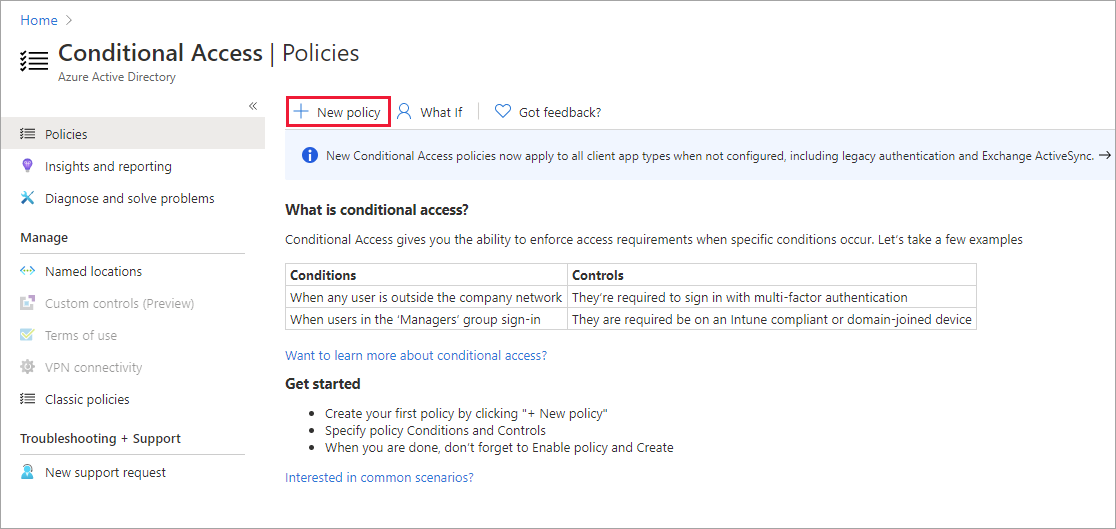 Home >
Conditional Access | Policies
Azure Active Directory
«
Policies
Insights and reporting
Diagnose and solve problems
Manage
Named locations
Custom controls (Preview)
Terms of use
VPN connectivity
Classic policies
Troubleshooting + Support
New support request
+ New policy What If | Got feedback?
New Conditional Access policies now apply to all client app types when not configured, including legacy authentication and Exchange ActiveSync. →
What is conditional access?
Conditional Access gives you the ability to enforce access requirements when specific conditions occur. Let's take a few examples
Conditions Controls
When any user is outside the company network They're required to sign in with multi-factor authentication
When users in the 'Managers' group sign-in They are required be on an Intune compliant or domain-joined device
Want to learn more about conditional access?
Get started
• Create your first policy by clicking "+ New policy"
• Specify policy Conditions and Controls
• When you are done, don't forget to Enable policy and Create
Interested in common scenarios?